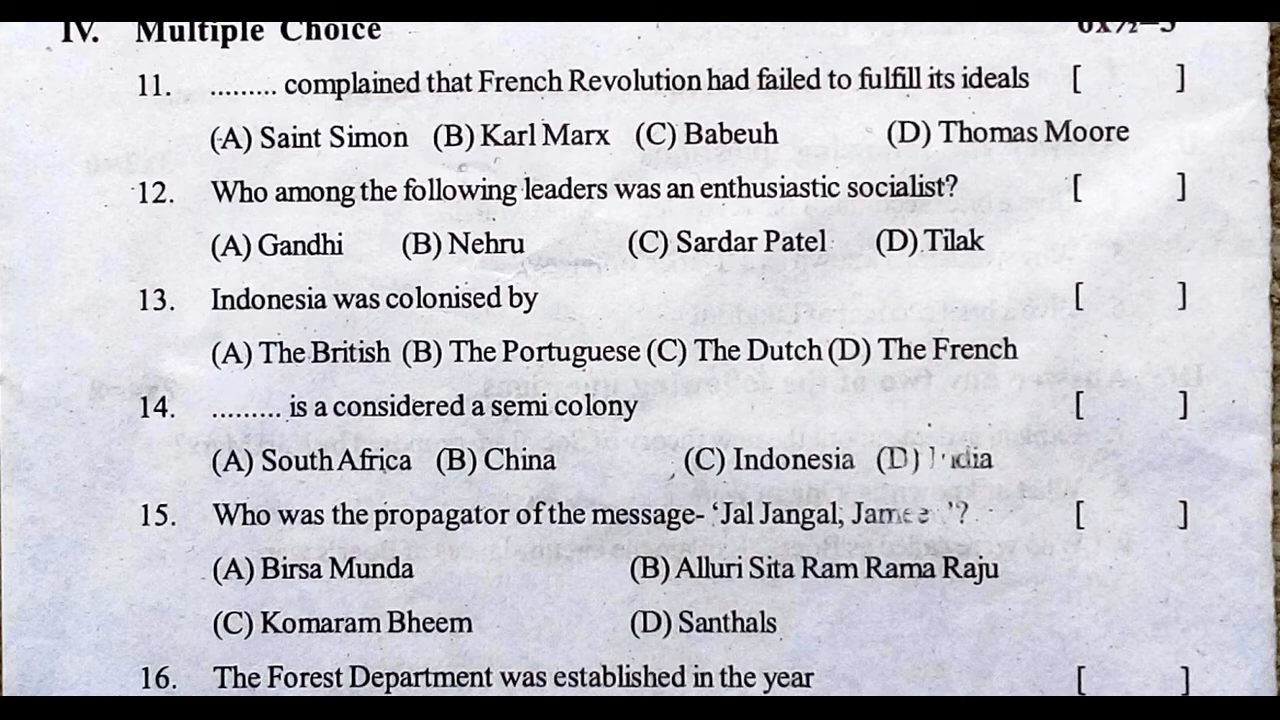 IV. Multiple Choice 6x½=3
11. ......... complained that French Revolution had failed to fulfill its ideals [ ]
(A) Saint Simon (B) Karl Marx (C) Babeuh (D) Thomas Moore
12. Who among the following leaders was an enthusiastic socialist? [ ]
(A) Gandhi (B) Nehru (C) Sardar Patel (D) Tilak
13. Indonesia was colonised by [ ]
(A) The British (B) The Portuguese (C) The Dutch (D) The French
14. ......... is a considered a semi colony [ ]
(A) South Africa (B) China (C) Indonesia (D) India
15. Who was the propagator of the message- 'Jal Jangal, '? [ ]
(A) Birsa Munda (B) Alluri Sita Ram Rama Raju
(C) Komaram Bheem (D) Santhals
16. The Forest Department was established in the year [ ]